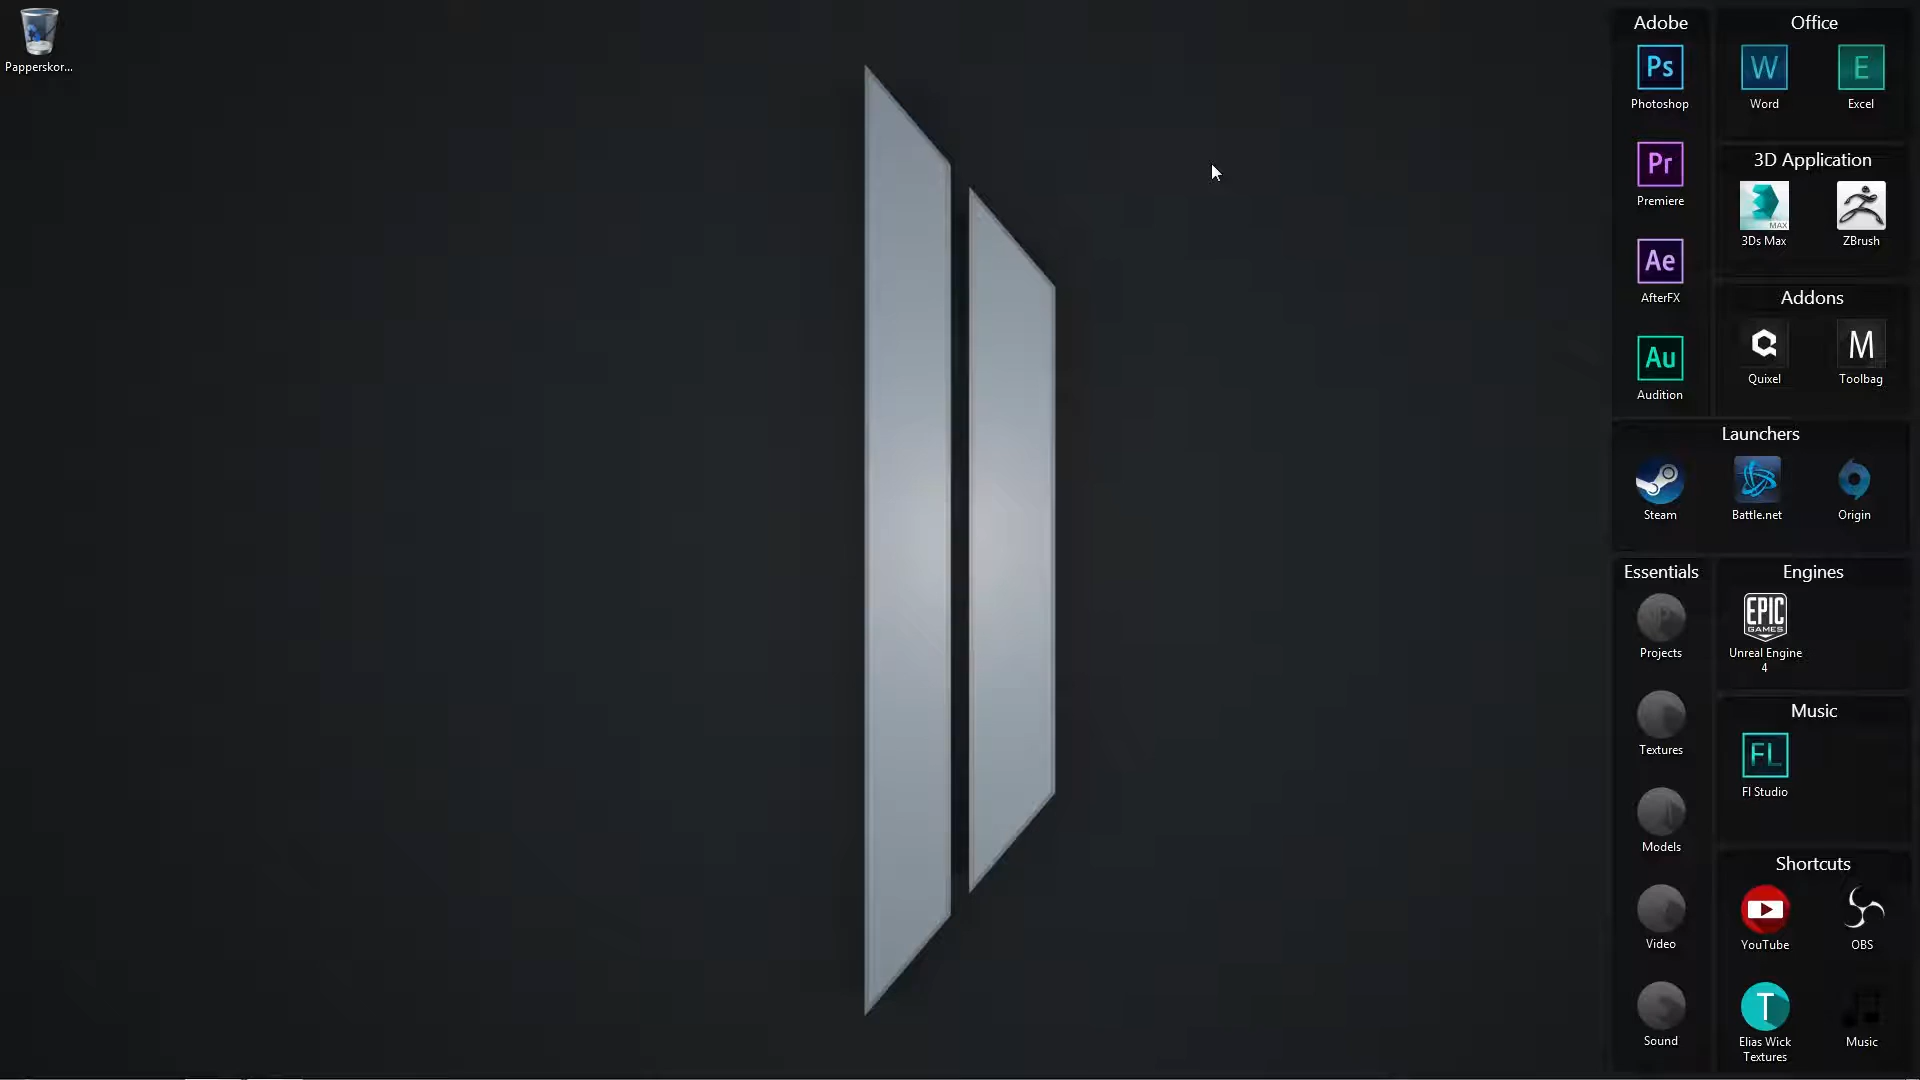 Papperskor...
Adobe
Ps
Photoshop
Pr
Premiere
Ae
AfterFX
Au
Audition
Office
W
Word
E
Excel
3D Application
MAX
3Ds Max
ZBrush
Addons
Quixel
M
Toolbag
Launchers
Steam
Battle.net
Origin
Essentials
P
Projects
Textures
Models
Video
S
Sound
Engines
EPIC
GAMES
Unreal Engine
4
Music
FL
Fl Studio
Shortcuts
YouTube
OBS
T
Elias Wick
Textures
Music